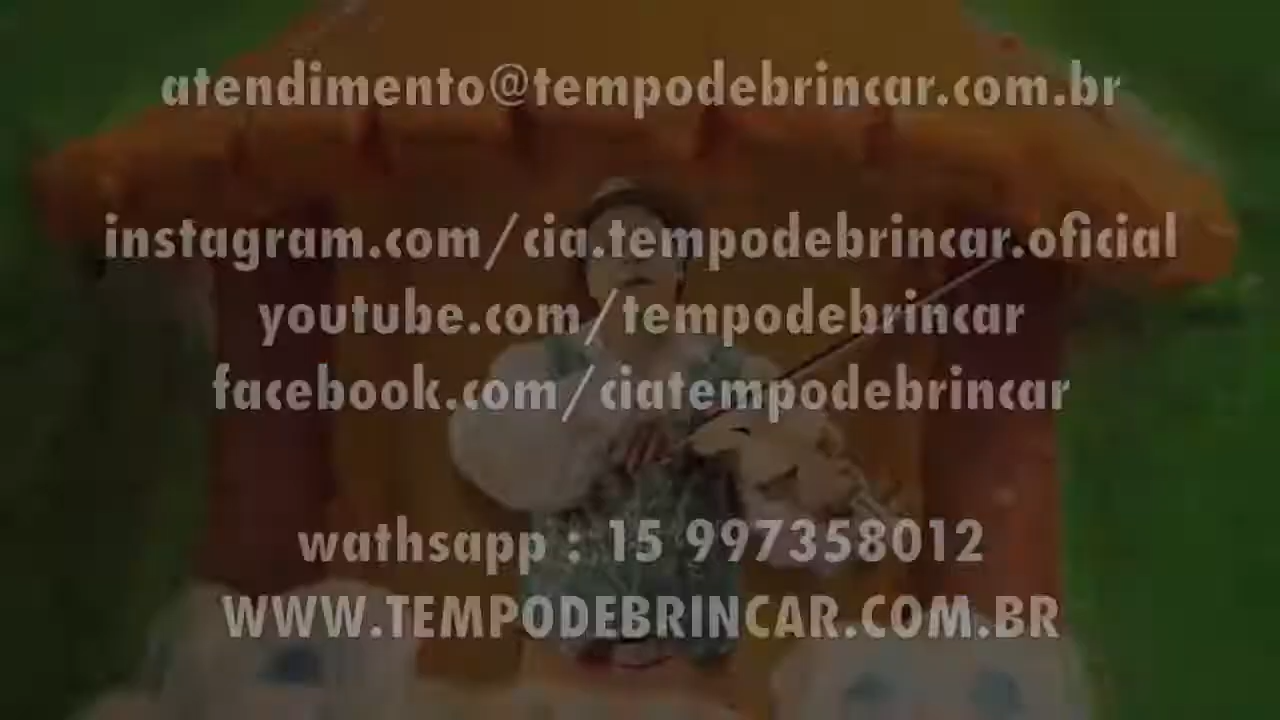 atendimento@tempodebrincar.com.br
instagram.com/cia.tempodebrincar.oficial
youtube.com/tempodebrincar
facebook.com/ciatempodebrincar
wathsapp : 15 997358012
WWW.TEMPODEBRINCAR.COM.BR